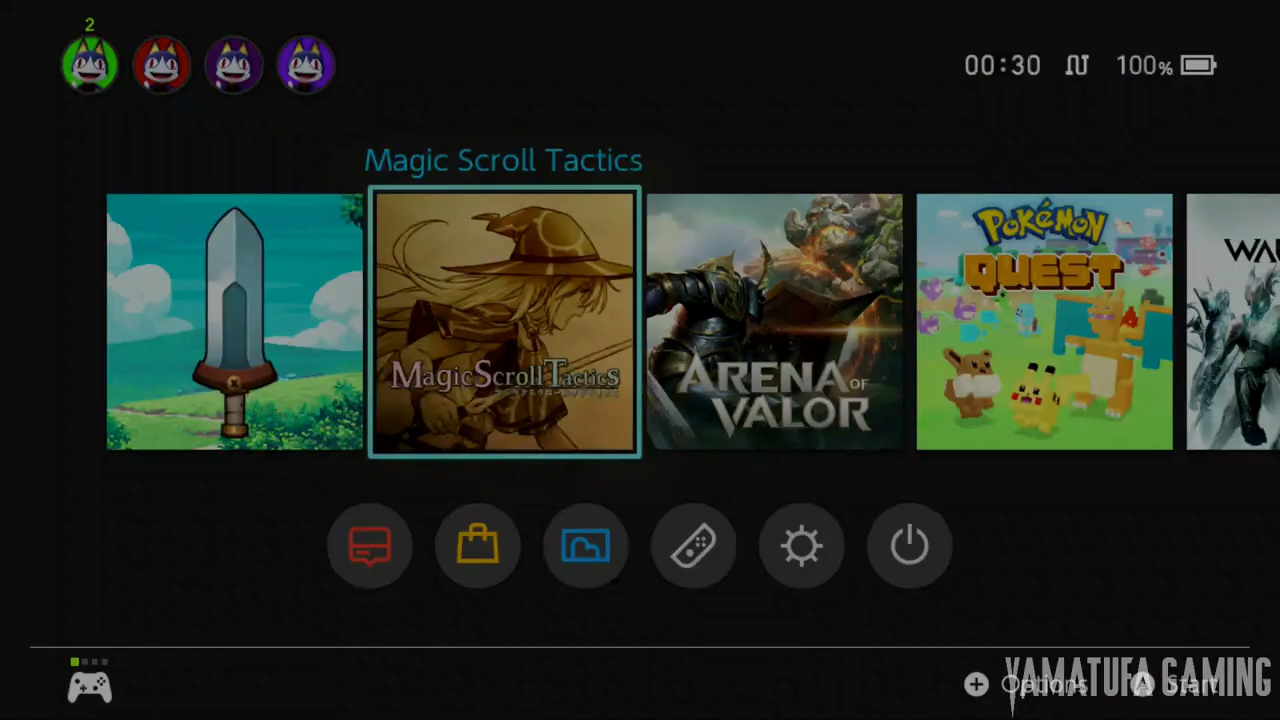 2
00:30
100%
Magic Scroll Tactics
MagicScrollTactics
ARENA OF
VALOR
POKÉMON
QUEST
WA
Options
Start
YAMATUFA GAMING